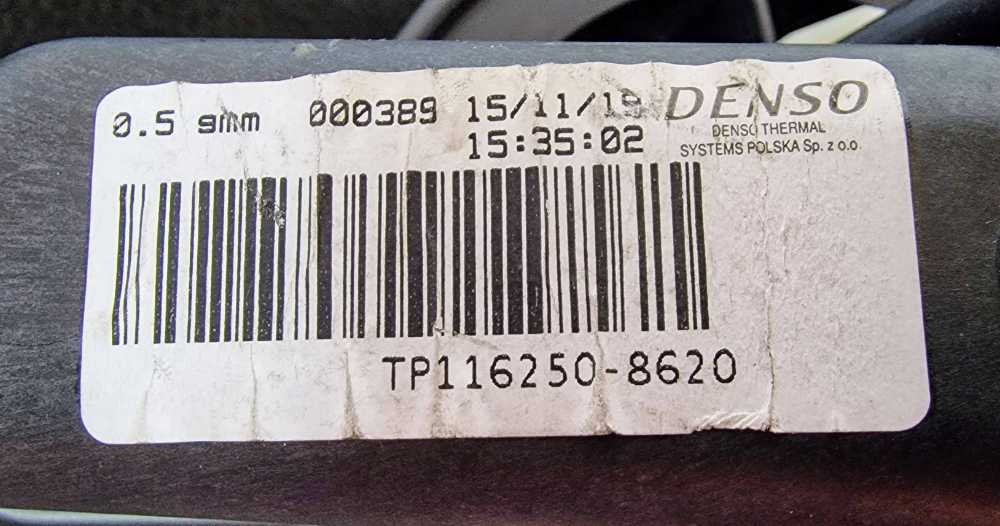 0.5 gmm 000389 15/11/19 DENSO
15:35:02
DENSO THERMAL
SYSTEMS POLSKA Sp. z o.o.
TP116250-8620